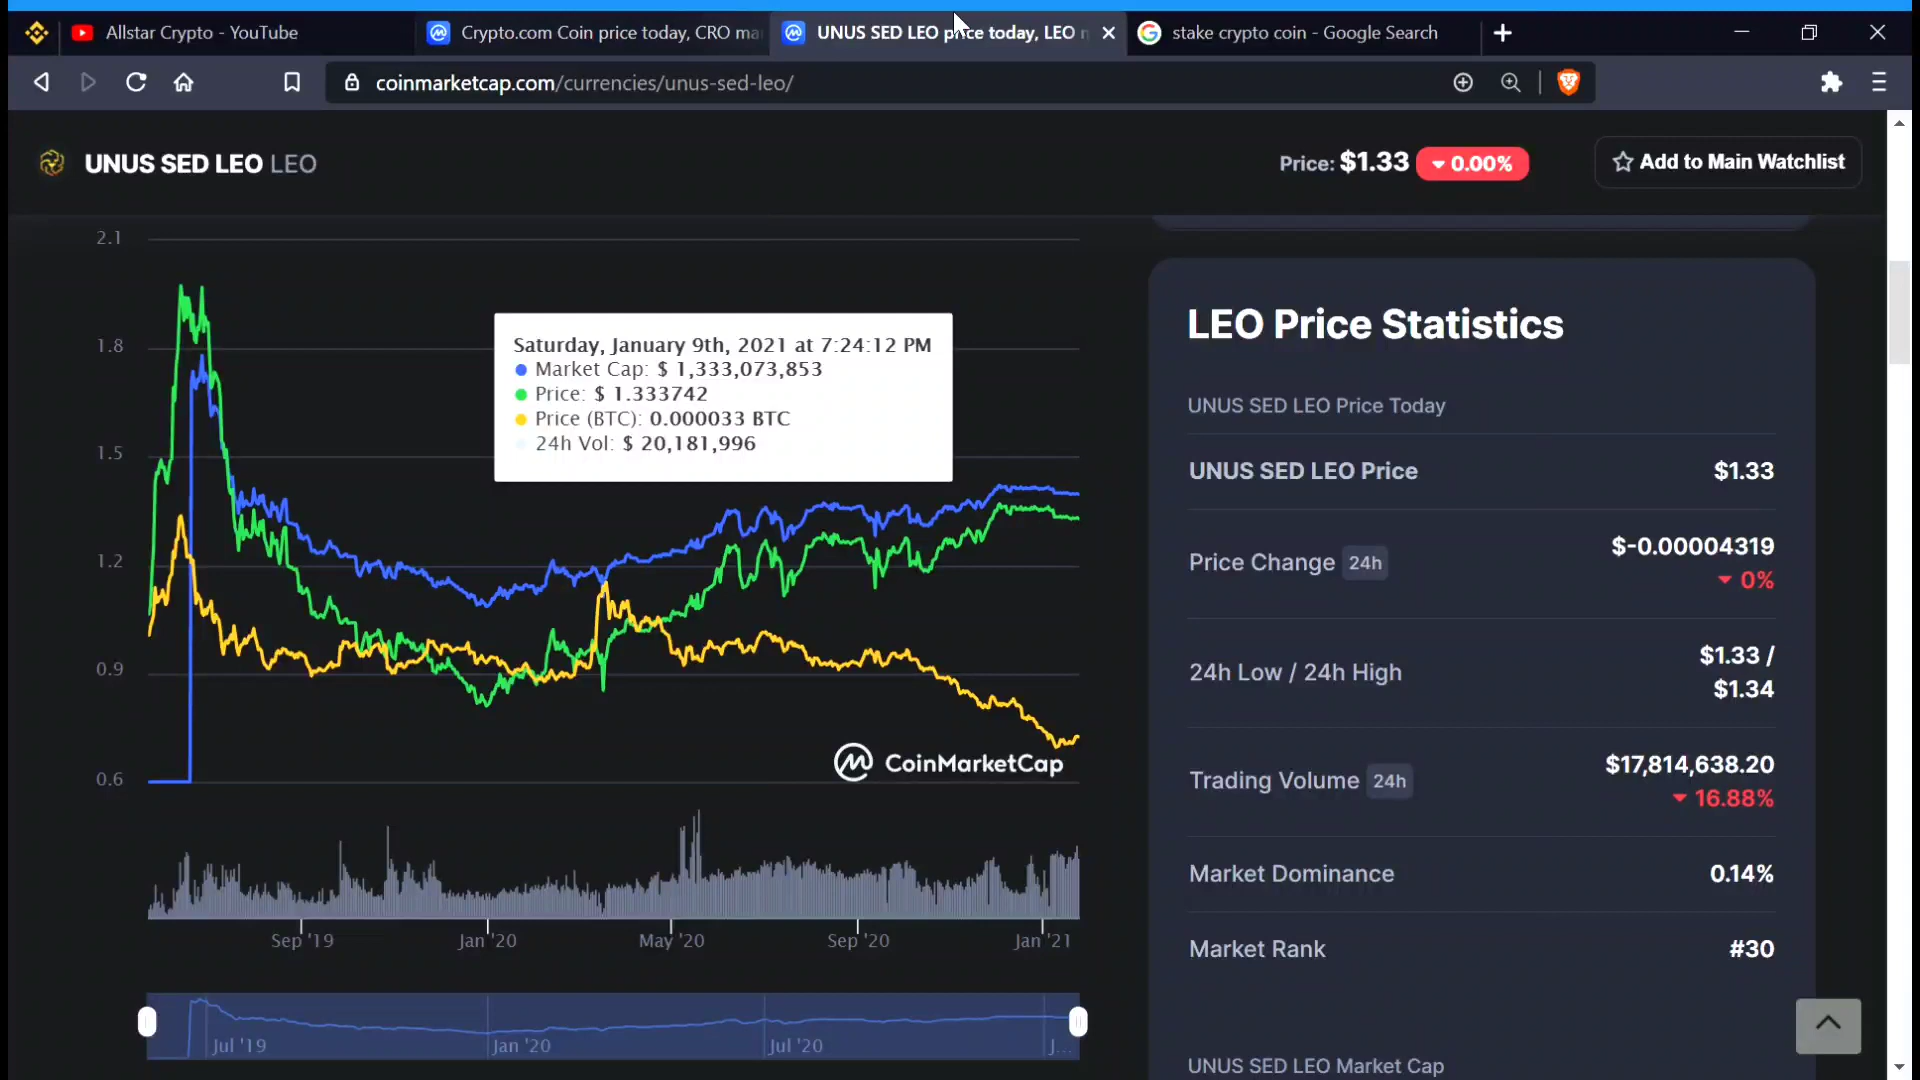 Allstar Crypto - YouTube
Crypto.com Coin price today, CRO ma
UNUS SED LEO price today, LEO m
stake crypto coin - Google Search
coinmarketcap.com/currencies/unus-sed-leo/
UNUS SED LEO LEO
Price: $1.33 0.00%
Add to Main Watchlist
2.1
1.8
1.5
1.2
0.9
0.6
Saturday, January 9th, 2021 at 7:24:12 PM
Market Cap: $ 1,333,073,853
Price: $ 1.333742
Price (BTC): 0.000033 BTC
24h Vol: $ 20,181,996
CoinMarketCap
Sep '19
Jan '20
May '20
Sep '20
Jan '21
Jul '19
Jan '20
Jul '20
J...
LEO Price Statistics
UNUS SED LEO Price Today
UNUS SED LEO Price $1.33
Price Change 24h $-0.00004319
0%
24h Low / 24h High $1.33 /
$1.34
Trading Volume 24h $17,814,638.20
16.88%
Market Dominance 0.14%
Market Rank #30
UNUS SED LEO Market Cap